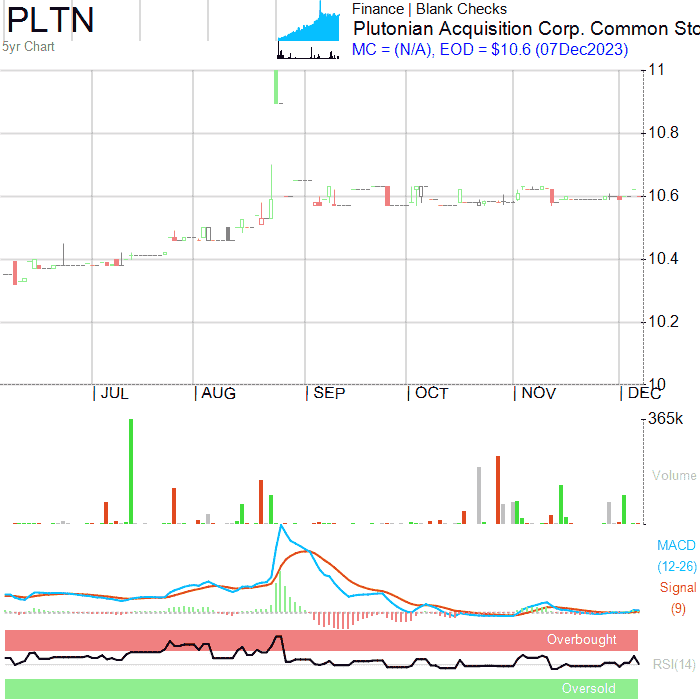 PLTN
5yr Chart
Finance | Blank Checks
Plutonian Acquisition Corp. Common Sto
MC = (N/A), EOD = $10.6 (07Dec2023)
11
10.8
10.6
10.4
10.2
10
JUL AUG SEP OCT NOV DEC
365k
Volume
MACD
(12-26)
Signal
(9)
Overbought
RSI(14)
Oversold